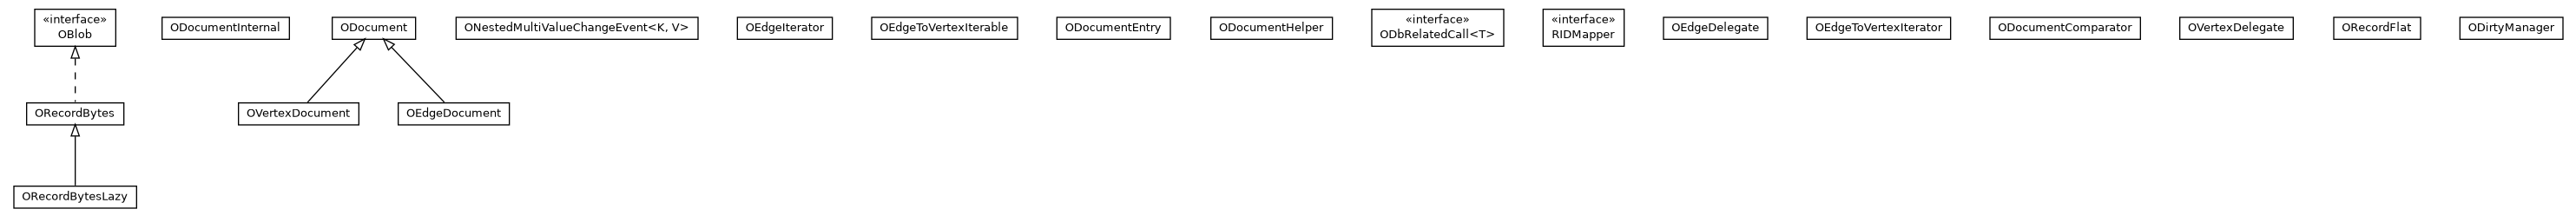 «interface»
OBlob
ODocumentInternal
ODocument
ONestedMultiValueChangeEvent<K, V>
OEdgeIterator
OEdgeToVertexIterable
ODocumentEntry
ODocumentHelper
«interface»
ODbRelatedCall<T>
«interface»
RIDMapper
OEdgeDelegate
OEdgeToVertexIterator
ODocumentComparator
OVertexDelegate
ORecordFlat
ODirtyManager
ORecordBytes
OVertexDocument
OEdgeDocument
ORecordBytesLazy